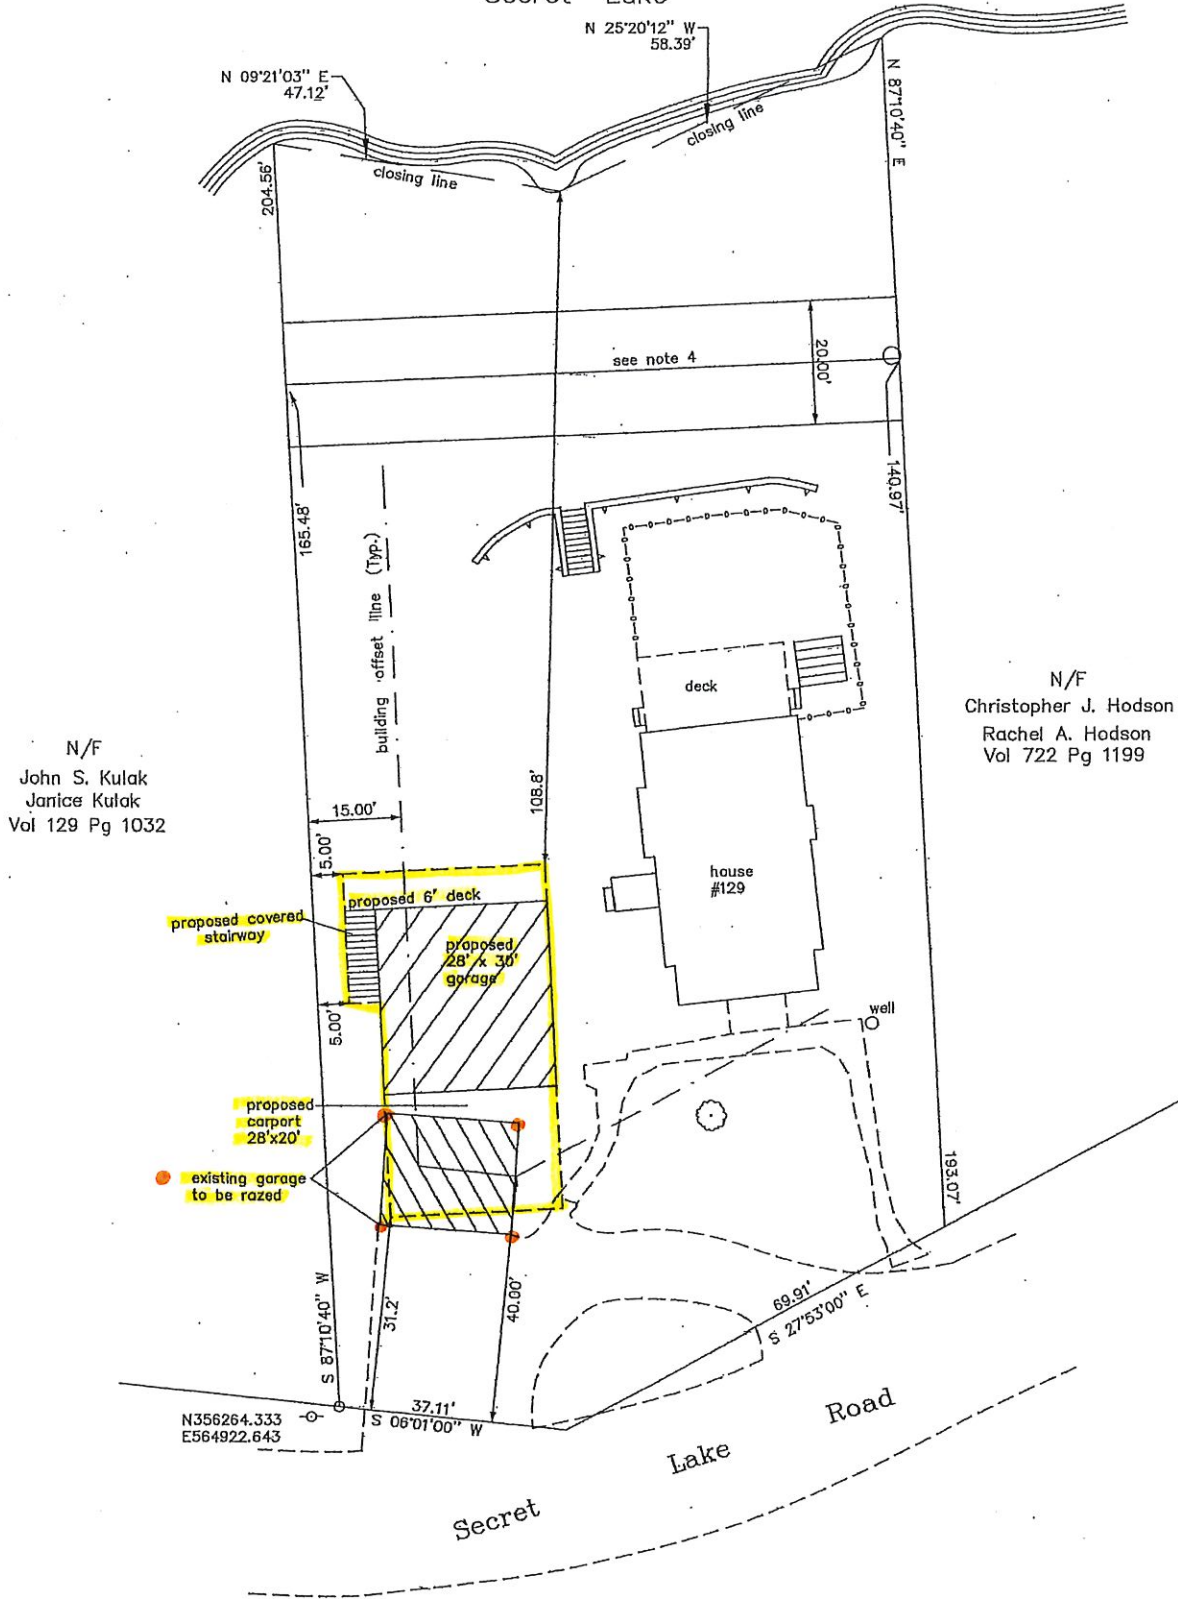 Secret Lake
N 25°20'12" W
58.39'
N 09°21'03" E
47.12'
closing line
closing line
N 87°10'40" E
204.56'
see note 4
20.00'
165.48'
140.97'
building offset line (Typ.)
deck
N/F
Christopher J. Hodson
Rachel A. Hodson
Vol 722 Pg 1199
N/F
John S. Kulak
Janice Kulak
Vol 129 Pg 1032
15.00'
108.8'
5.00'
house
#129
proposed 6' deck
proposed covered
stairway
proposed
28' x 30'
garage
5.00'
well
proposed
carport
28'x20'
existing garage
to be razed
193.07'
S 87°10'40" W
31.2'
40.00'
69.91'
S 27°53'00" E
37.11'
S 06°01'00" W
N356264.333
E564922.643
Secret Lake Road